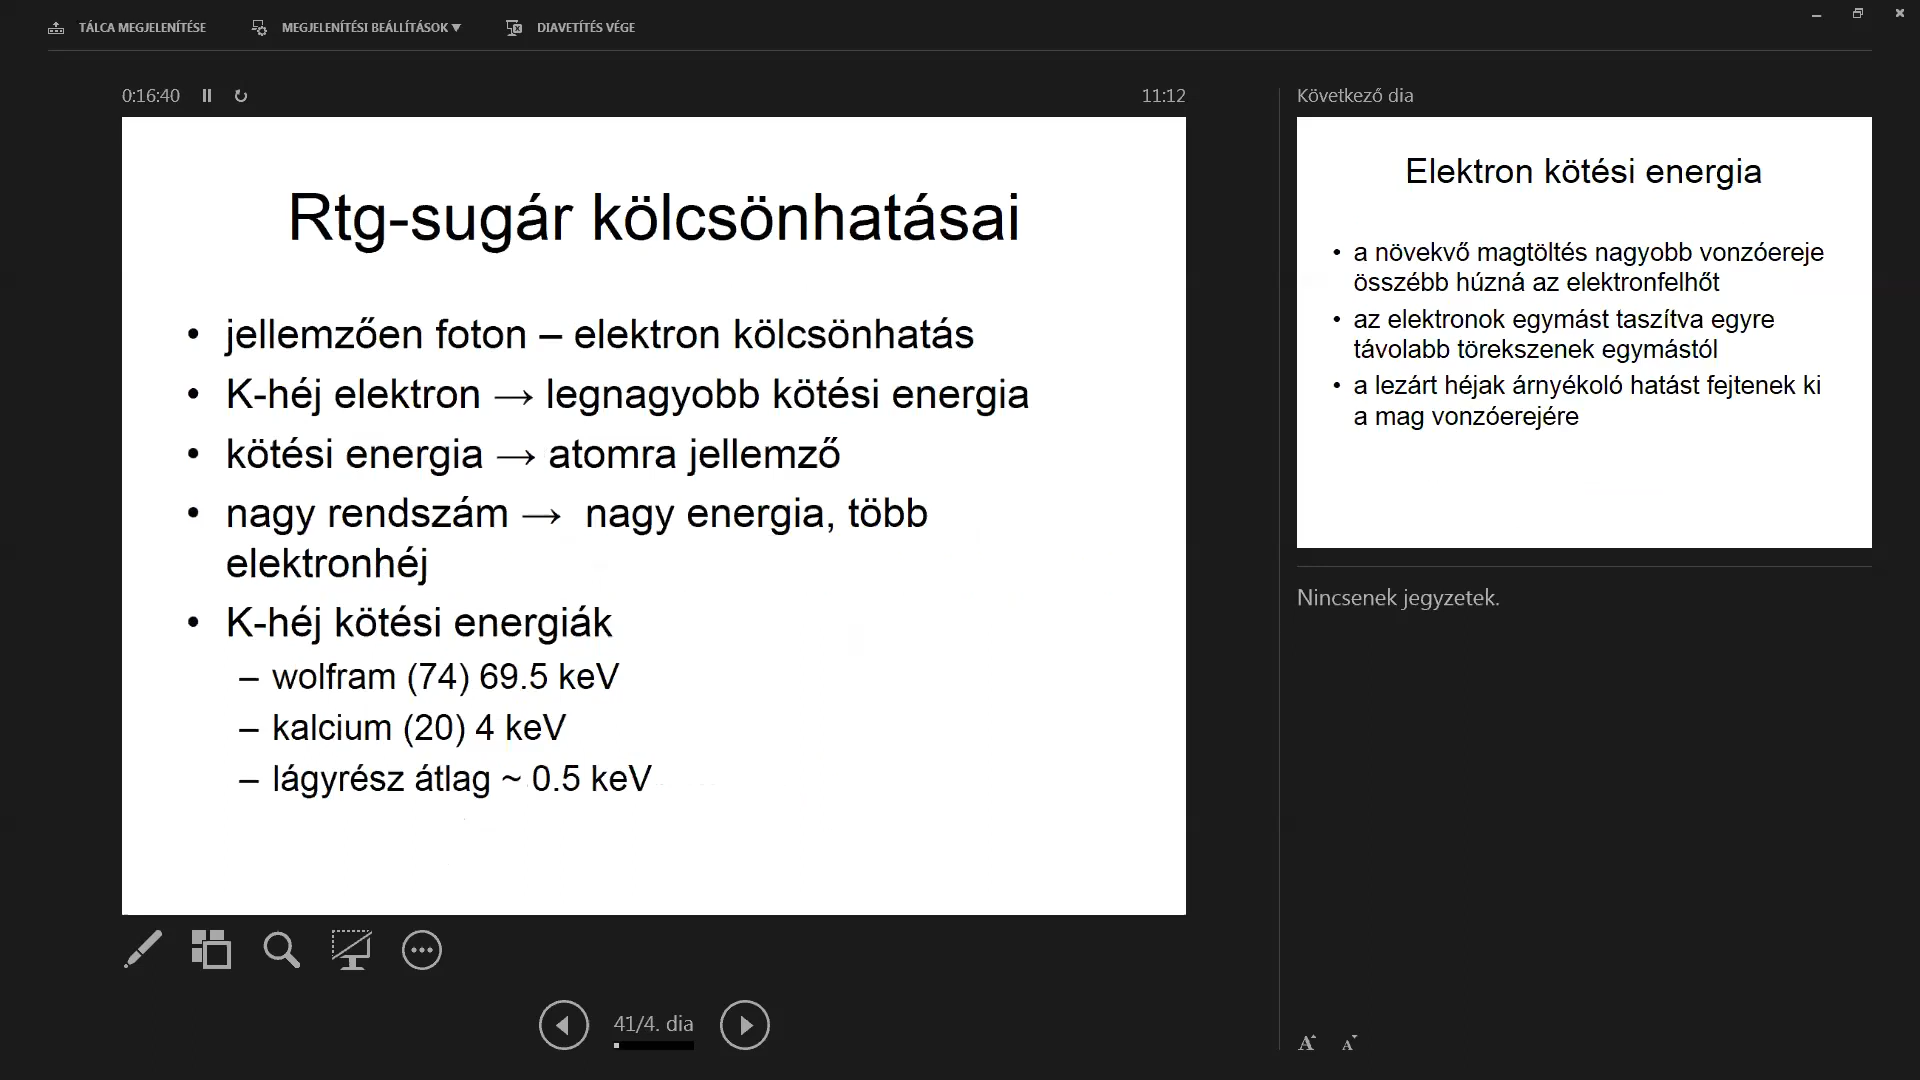 TÁLCA MEGJELENÍTÉSE
MEGJELENÍTÉSI BEÁLLÍTÁSOK ▼
DIAVETÍTÉS VÉGE
0:16:40
11:12
Rtg-sugár kölcsönhatásai
• jellemzően foton – elektron kölcsönhatás
• K-héj elektron → legnagyobb kötési energia
• kötési energia → atomra jellemző
• nagy rendszám → nagy energia, több
elektronhéj
• K-héj kötési energiák
– wolfram (74) 69.5 keV
– kalcium (20) 4 keV
– lágyrész átlag ~ 0.5 keV
41/4. dia
Következő dia
Elektron kötési energia
• a növekvő magtöltés nagyobb vonzóereje
összébb húzná az elektronfelhőt
• az elektronok egymást taszítva egyre
távolabb törekszenek egymástól
• a lezárt héjak árnyékoló hatást fejtenek ki
a mag vonzóerejére
Nincsenek jegyzetek.
A A